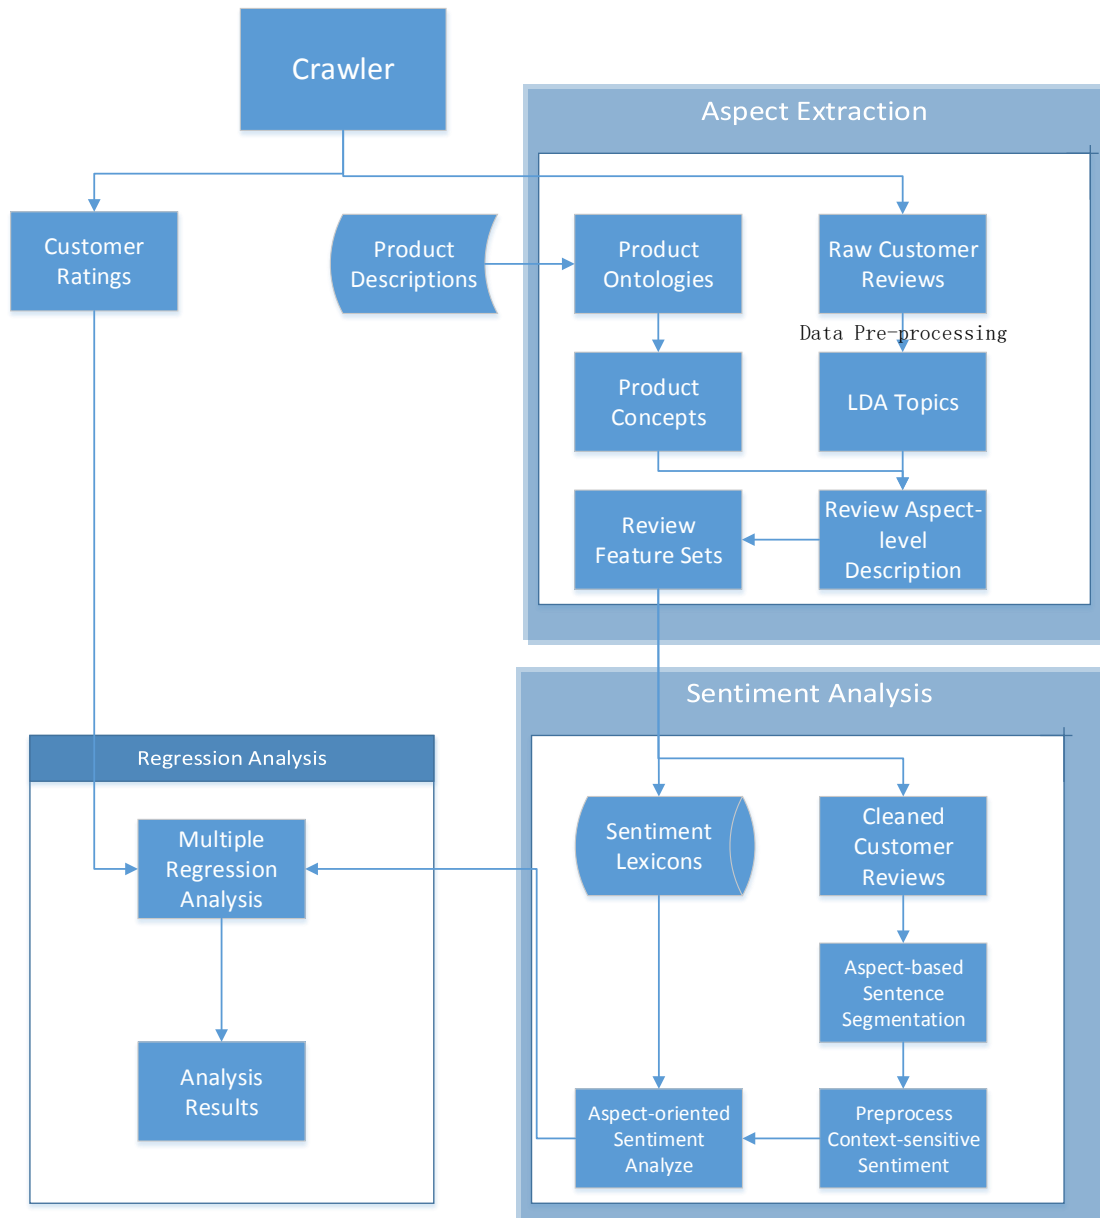 Crawler
Aspect Extraction
Customer
Ratings
Product
Descriptions
Product
Ontologies
Raw Customer
Reviews
Data Pre-processing
Product
Concepts
LDA Topics
Review
Feature Sets
Review Aspect-
level
Description
Sentiment Analysis
Regression Analysis
Multiple
Regression
Analysis
Sentiment
Lexicons
Cleaned
Customer
Reviews
Aspect-based
Sentence
Segmentation
Analysis
Results
Aspect-oriented
Sentiment
Analyze
Preprocess
Context-sensitive
Sentiment